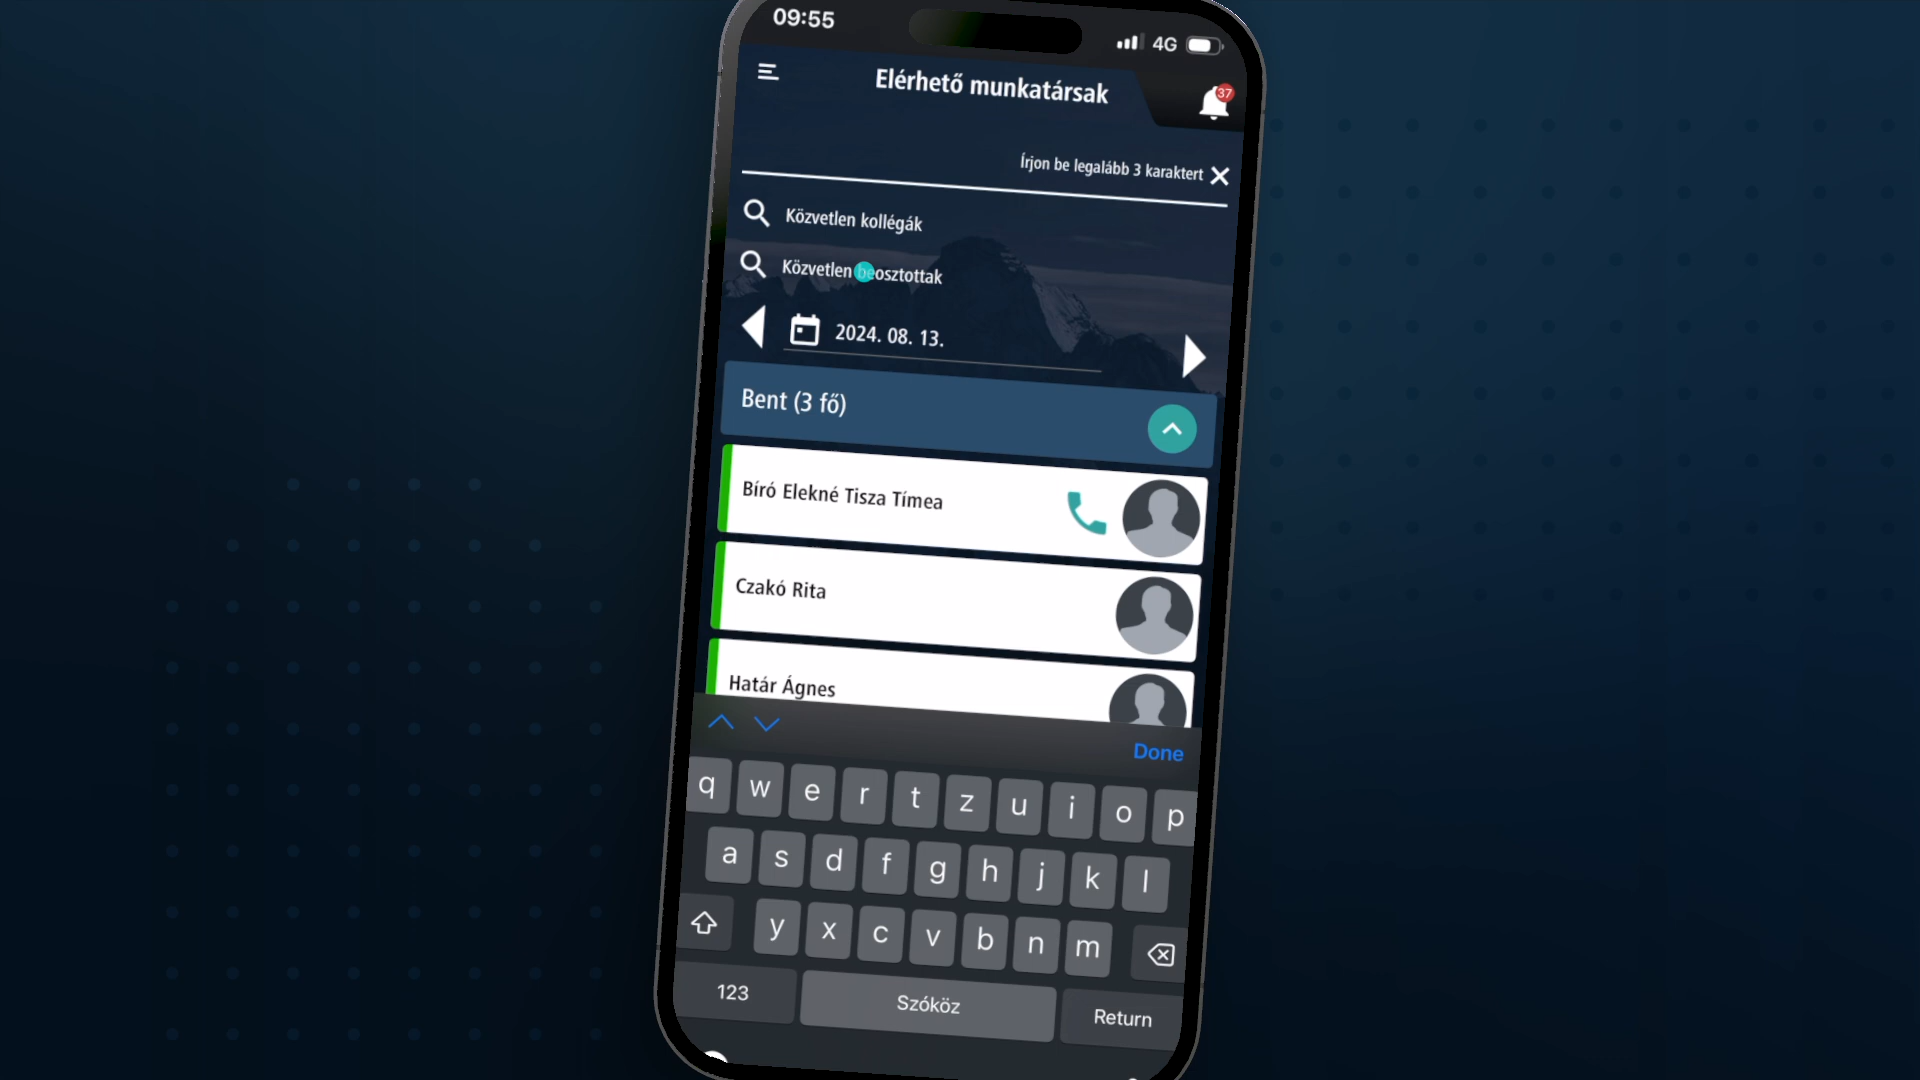 09:55
4G
Elérhető munkatársak
37
Írjon be legalább 3 karaktert
Közvetlen kollégák
Közvetlen beosztottak
2024. 08. 13.
Bent (3 fő)
Bíró Elekné Tisza Tímea
Czakó Rita
Határ Ágnes
Done
q w e r t z u i o p
a s d f g h j k l
y x c v b n m
123 Szóköz Return